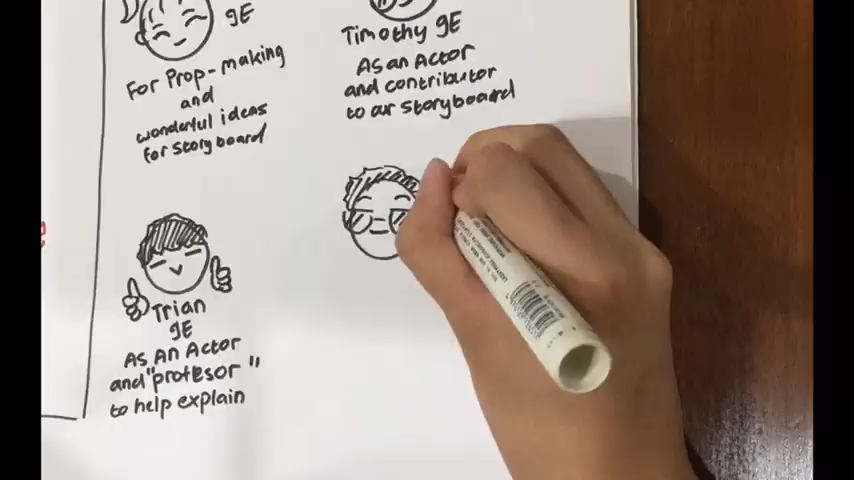 9E
For Prop-making
and
wonderful ideas
for storyboard
Timothy 9E
As an Actor
and contributor
to our storyboard
Trian
9E
As An Actor
and "profesor"
to help explain